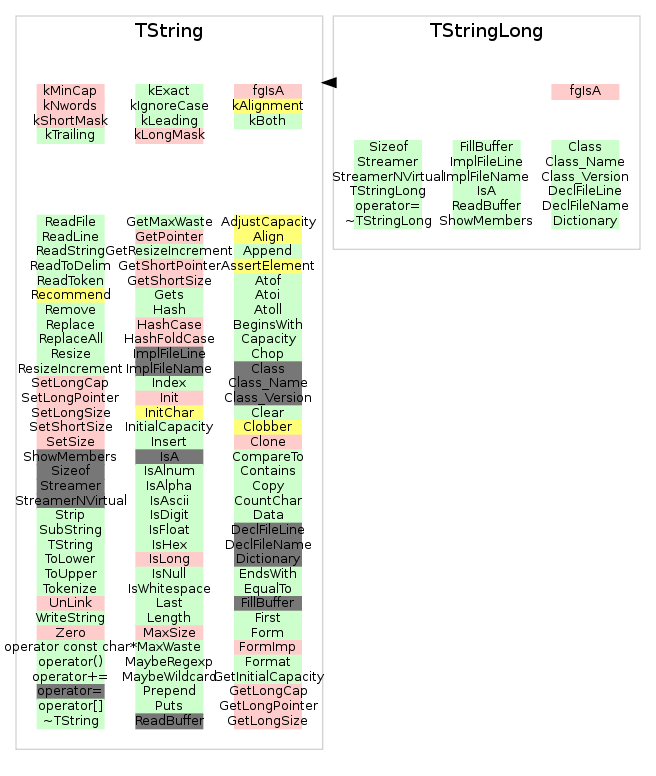 TString
kMinCap kExact fgIsA
kNwords kIgnoreCase kAlignment
kShortMask kLeading kBoth
kTrailing kLongMask
ReadFile GetMaxWaste AdjustCapacity
ReadLine GetPointer Align
ReadString GetResizeIncrement Append
ReadToDelim GetShortPointer AssertElement
ReadToken GetShortSize Atof
Recommend Gets Atoi
Remove Hash Atoll
Replace HashCase BeginsWith
ReplaceAll HashFoldCase Capacity
Resize ImplFileLine Chop
ResizeIncrement ImplFileName Class
SetLongCap Index Class_Name
SetLongPointer Init Class_Version
SetLongSize InitChar Clear
SetShortSize InitialCapacity Clobber
SetSize Insert Clone
ShowMembers IsA CompareTo
Sizeof IsAlnum Contains
Streamer IsAlpha Copy
StreamerNVirtual IsAscii CountChar
Strip IsDigit Data
SubString IsFloat DeclFileLine
TString IsHex DeclFileName
ToLower IsLong Dictionary
ToUpper IsNull EndsWith
Tokenize IsWhitespace EqualTo
UnLink Last FillBuffer
WriteString Length First
Zero MaxSize Form
operator const char* MaxWaste FormImp
operator() MaybeRegexp Format
operator+= MaybeWildcard GetInitialCapacity
operator= Prepend GetLongCap
operator[] Puts GetLongPointer
~TString ReadBuffer GetLongSize
TStringLong
fgIsA
Sizeof FillBuffer Class
Streamer ImplFileLine Class_Name
StreamerNVirtual ImplFileName Class_Version
TStringLong IsA DeclFileLine
operator= ReadBuffer DeclFileName
~TStringLong ShowMembers Dictionary